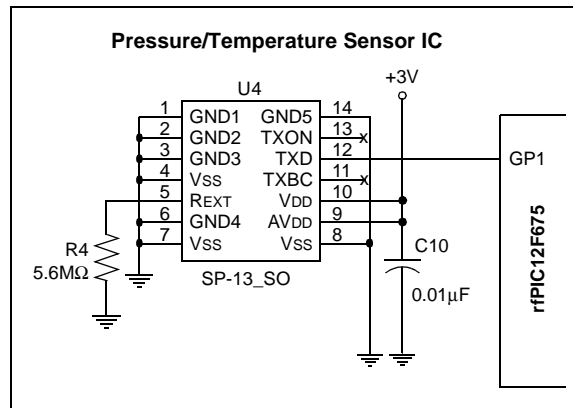 Pressure/Temperature Sensor IC
+3V
U4
1 GND1 GND5 14
2 GND2 TXON 13 x
3 GND3 TXD 12
4 VSS TXBC 11 x
5 REXT VDD 10
6 GND4 AVDD 9
7 VSS VSS 8
GP1
R4
5.6MΩ
C10
0.01μF
SP-13_SO
rfPIC12F675